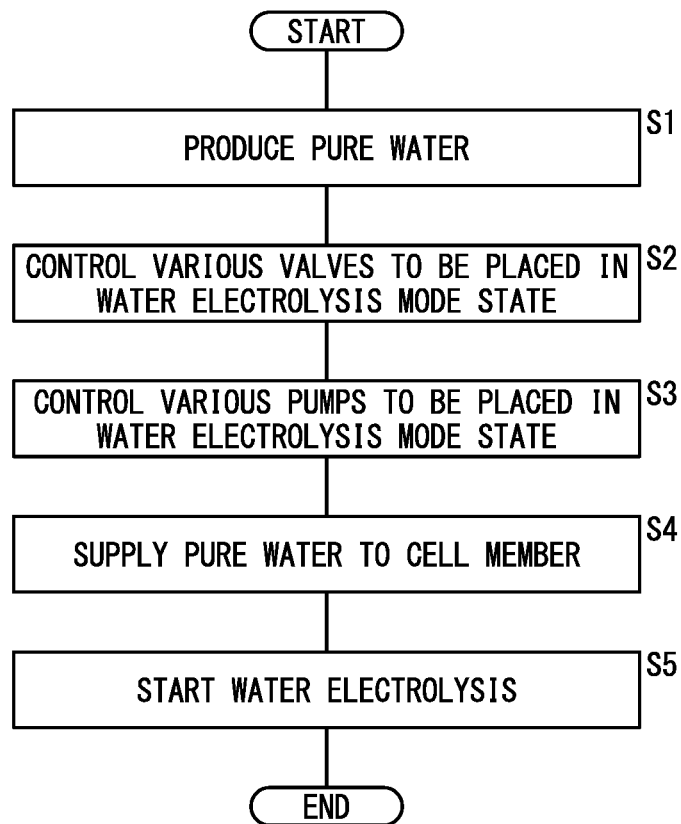 START
S1
PRODUCE PURE WATER
S2
CONTROL VARIOUS VALVES TO BE PLACED IN
WATER ELECTROLYSIS MODE STATE
S3
CONTROL VARIOUS PUMPS TO BE PLACED IN
WATER ELECTROLYSIS MODE STATE
S4
SUPPLY PURE WATER TO CELL MEMBER
S5
START WATER ELECTROLYSIS
END